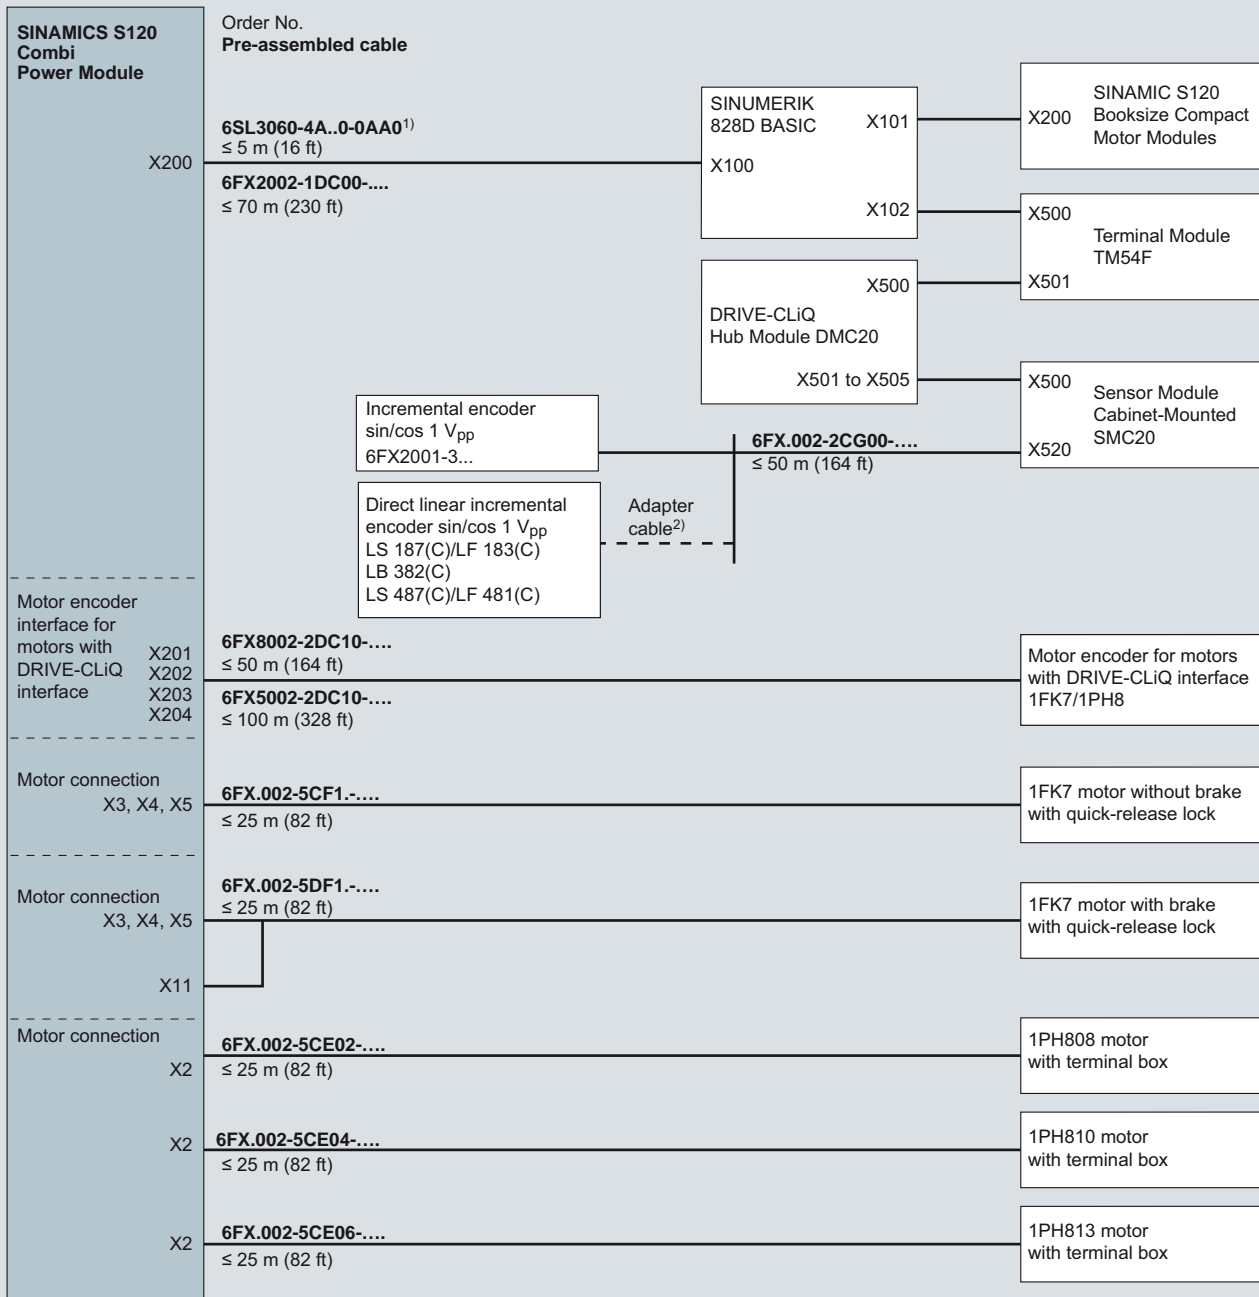 SINAMICS S120
Combi
Power Module
Order No.
Pre-assembled cable
X200
6SL3060-4A..0-0AA0¹⁾
≤ 5 m (16 ft)
6FX2002-1DC00-....
≤ 70 m (230 ft)
SINUMERIK
828D BASIC
X101
X100
X102
X200
SINAMIC S120
Booksize Compact
Motor Modules
X500
Terminal Module
TM54F
X501
X500
DRIVE-CLiQ
Hub Module DMC20
X501 to X505
X500
Sensor Module
Cabinet-Mounted
SMC20
X520
Incremental encoder
sin/cos 1 Vpp
6FX2001-3...
6FX.002-2CG00-....
≤ 50 m (164 ft)
Direct linear incremental
encoder sin/cos 1 Vpp
LS 187(C)/LF 183(C)
LB 382(C)
LS 487(C)/LF 481(C)
Adapter
cable²⁾
Motor encoder
interface for
motors with
DRIVE-CLiQ
interface
X201
X202
X203
X204
6FX8002-2DC10-....
≤ 50 m (164 ft)
6FX5002-2DC10-....
≤ 100 m (328 ft)
Motor encoder for motors
with DRIVE-CLiQ interface
1FK7/1PH8
Motor connection
X3, X4, X5
6FX.002-5CF1.-....
≤ 25 m (82 ft)
1FK7 motor without brake
with quick-release lock
Motor connection
X3, X4, X5
X11
6FX.002-5DF1.-....
≤ 25 m (82 ft)
1FK7 motor with brake
with quick-release lock
Motor connection
X2
6FX.002-5CE02-....
≤ 25 m (82 ft)
1PH808 motor
with terminal box
X2
6FX.002-5CE04-....
≤ 25 m (82 ft)
1PH810 motor
with terminal box
X2
6FX.002-5CE06-....
≤ 25 m (82 ft)
1PH813 motor
with terminal box